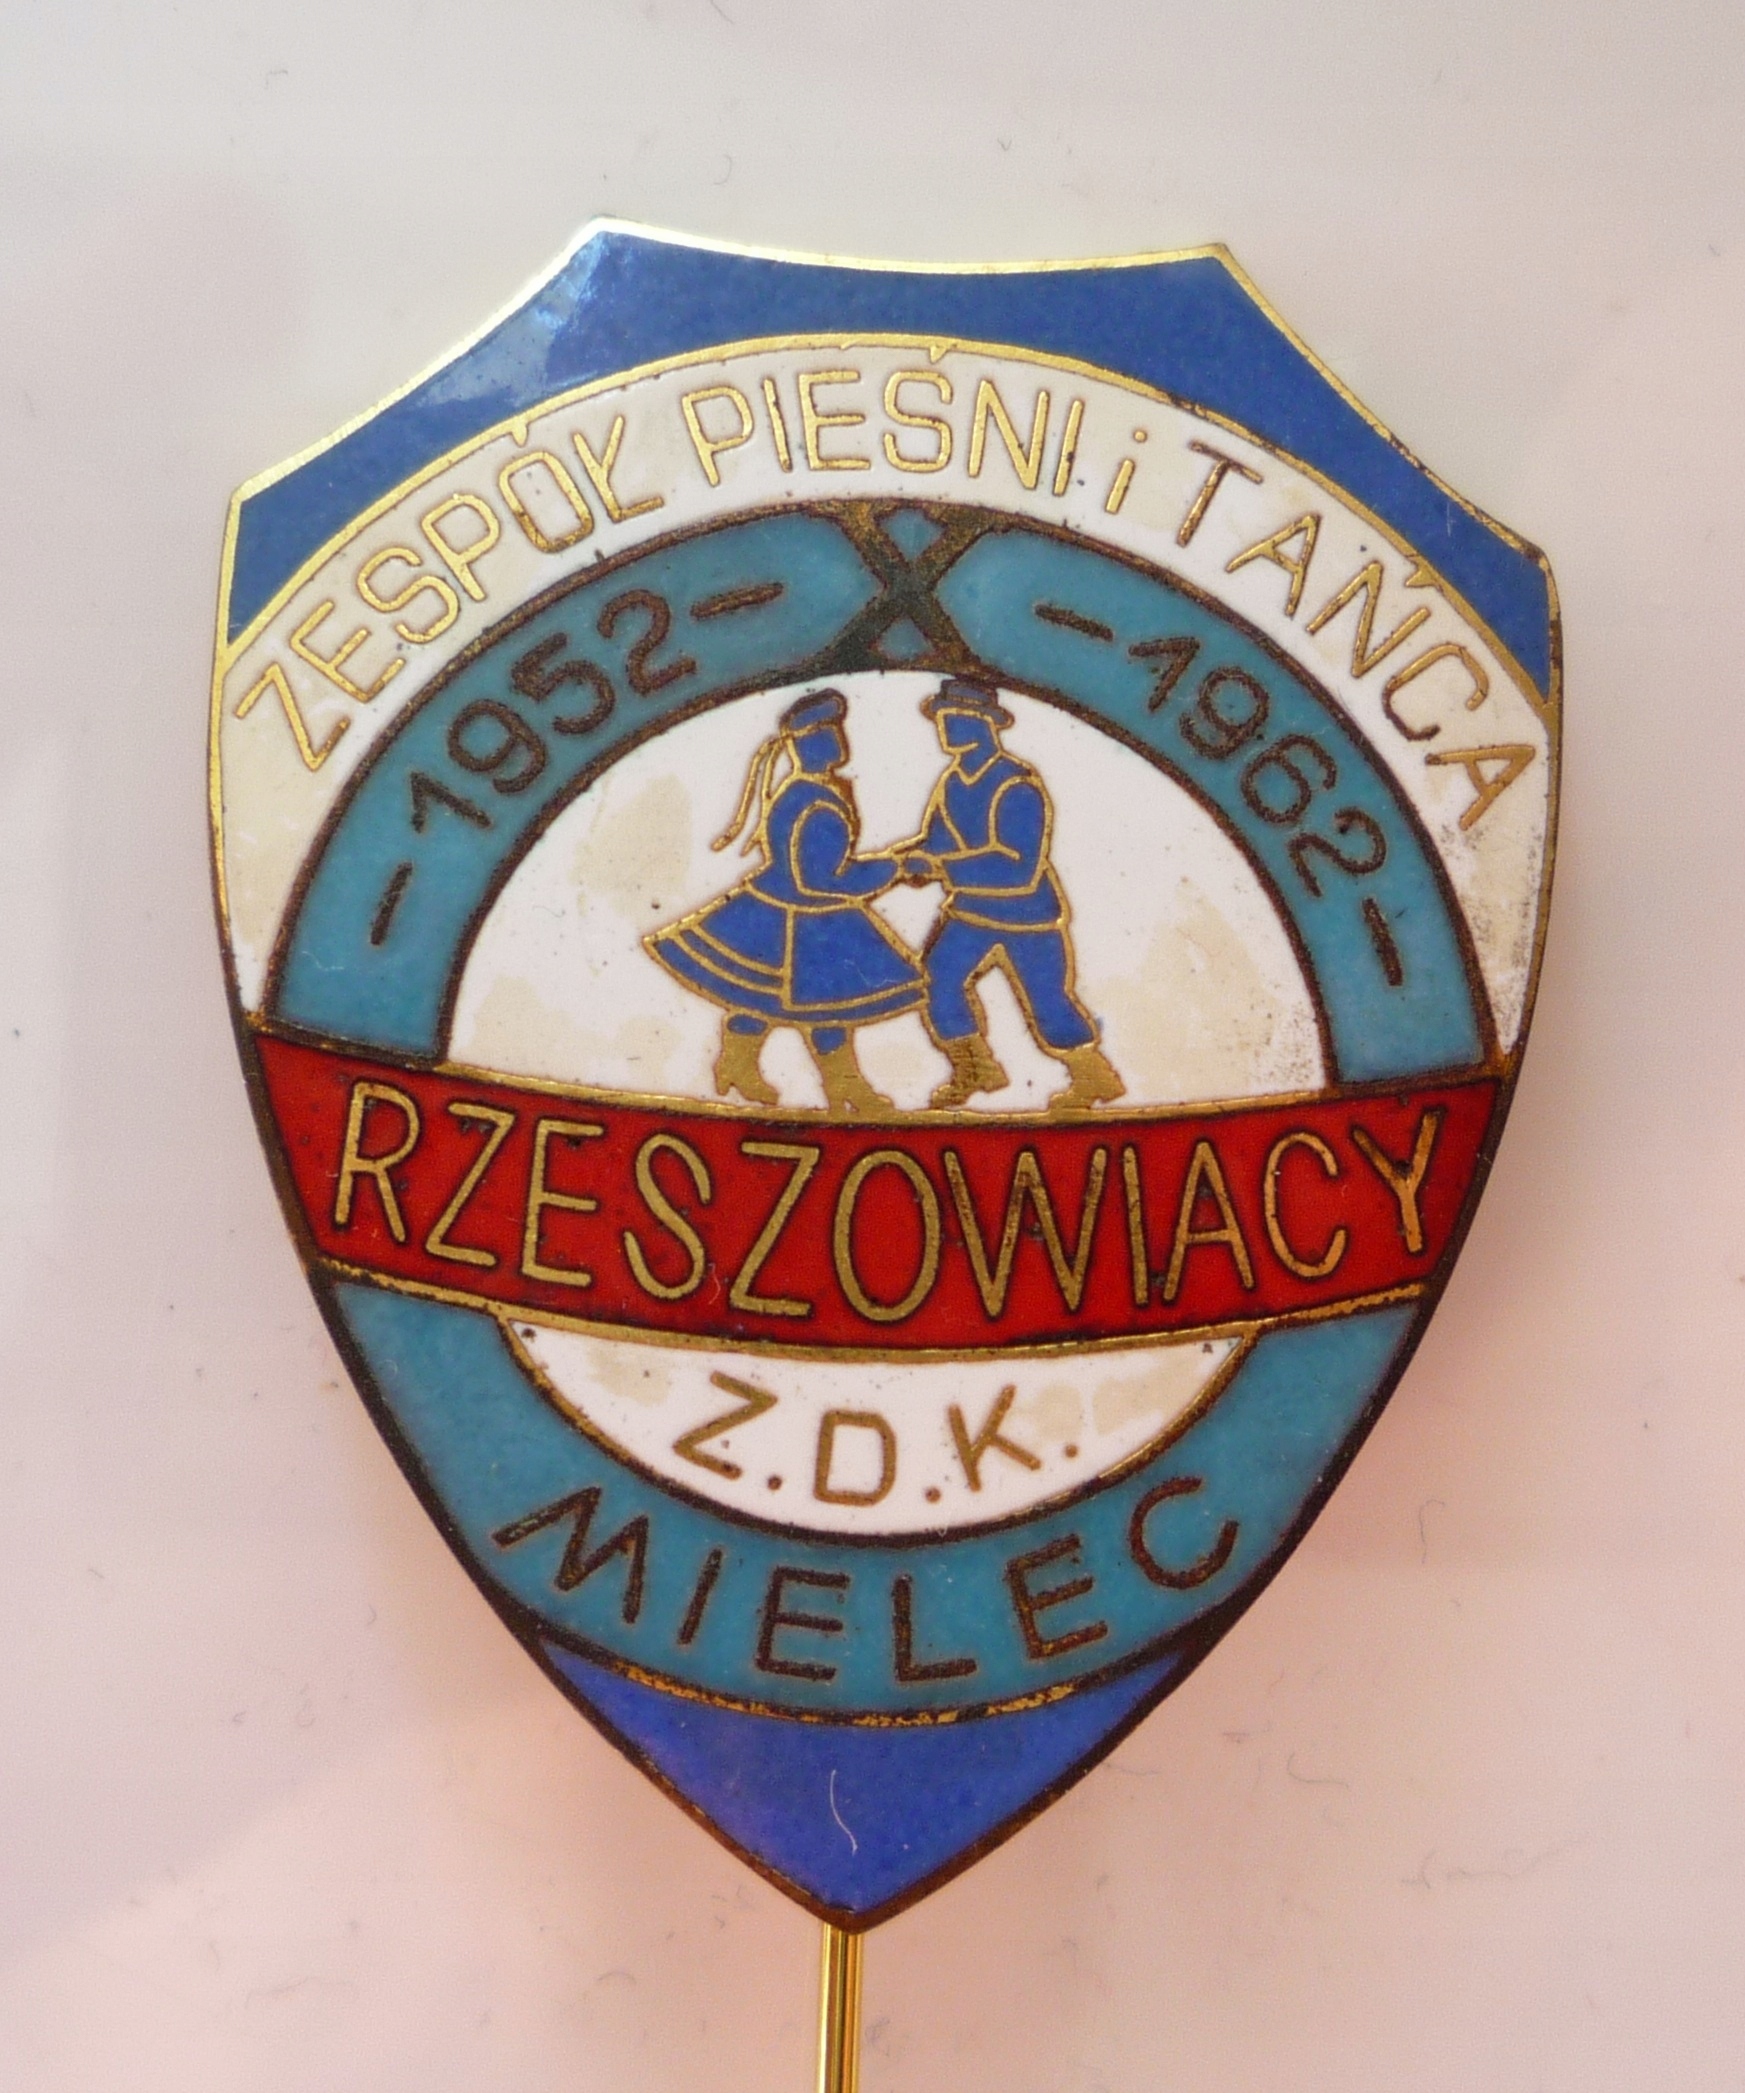 ZESPÓŁ PIEŚNI i TAŃCA
-1952- X -1962-
RZESZOWIACY
Z.D.K.
MIELEC